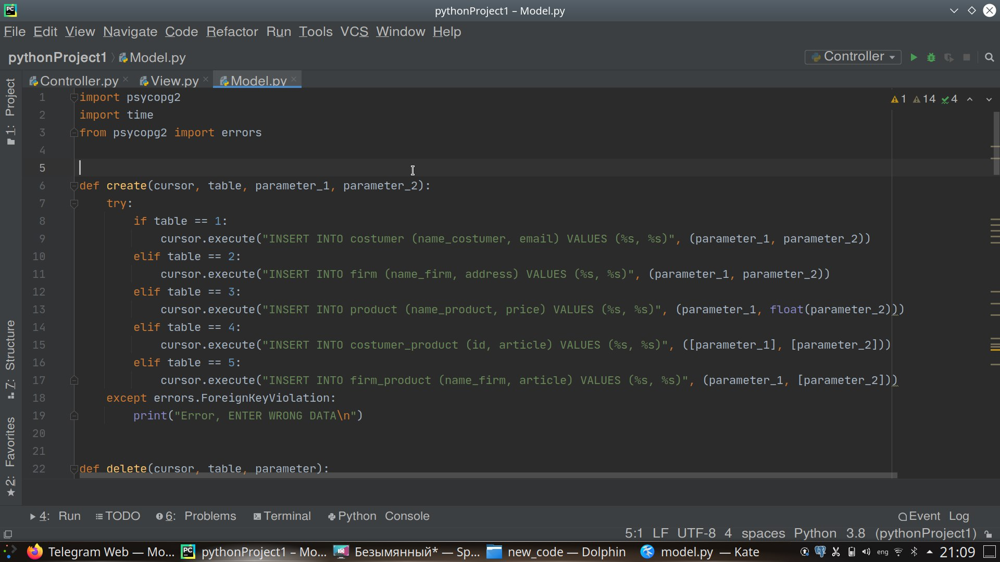 pythonProject1 – Model.py
File Edit View Navigate Code Refactor Run Tools VCS Window Help
pythonProject1 Model.py Controller
Controller.py View.py Model.py
1 import psycopg2
1 14 4
2 import time
3 from psycopg2 import errors
4
5
6 def create(cursor, table, parameter_1, parameter_2):
7 try:
8 if table == 1:
9 cursor.execute("INSERT INTO costumer (name_costumer, email) VALUES (%s, %s)", (parameter_1, parameter_2))
10 elif table == 2:
11 cursor.execute("INSERT INTO firm (name_firm, address) VALUES (%s, %s)", (parameter_1, parameter_2))
12 elif table == 3:
13 cursor.execute("INSERT INTO product (name_product, price) VALUES (%s, %s)", (parameter_1, float(parameter_2)))
14 elif table == 4:
15 cursor.execute("INSERT INTO costumer_product (id, article) VALUES (%s, %s)", ([parameter_1], [parameter_2]))
16 elif table == 5:
17 cursor.execute("INSERT INTO firm_product (name_firm, article) VALUES (%s, %s)", (parameter_1, [parameter_2]))
18 except errors.ForeignKeyViolation:
19 print("Error, ENTER WRONG DATA\n")
20
21
22 def delete(cursor, table, parameter):
1: Project
7: Structure
2: Favorites
4: Run TODO 6: Problems Terminal Python Console Event Log
5:1 LF UTF-8 4 spaces Python 3.8 (pythonProject1)
Telegram Web — Mo... PC pythonProject1 – Mo... Безымянный* — Sp... new_code — Dolphin model.py — Kate eng 21:09